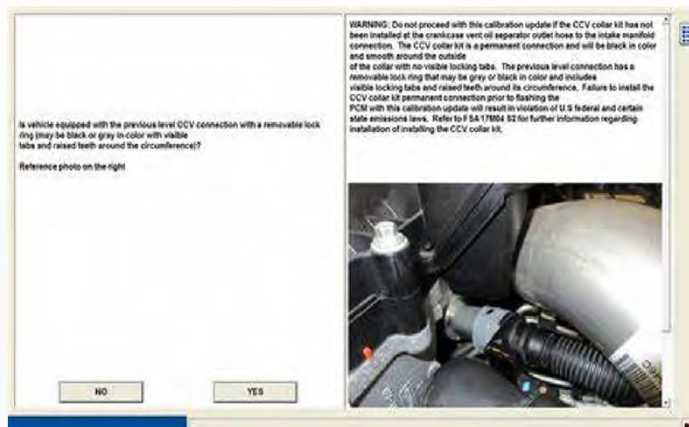 Is vehicle equipped with the previous level CCV connection with a removable lock
ring (may be black or gray in color with visible
tabs and raised teeth around the circumference)?
Reference photo on the right
NO
YES
WARNING: Do not proceed with this calibration update if the CCV collar kit has not
been installed at the crankcase vent oil separator outlet hose to the intake manifold
connection. The CCV collar kit is a permanent connection and will be black in color
and smooth around the outside
of the collar with no visible locking tabs. The previous level connection has a
removable lock ring that may be gray or black in color and includes
visible locking tabs and raised teeth around its circumference. Failure to install the
CCV collar kit permanent connection prior to flashing the
PCM with this calibration update will result in violation of U.S federal and certain
state emissions laws. Refer to FSA 17M04 S2 for further information regarding
installation of installing the CCV collar kit.